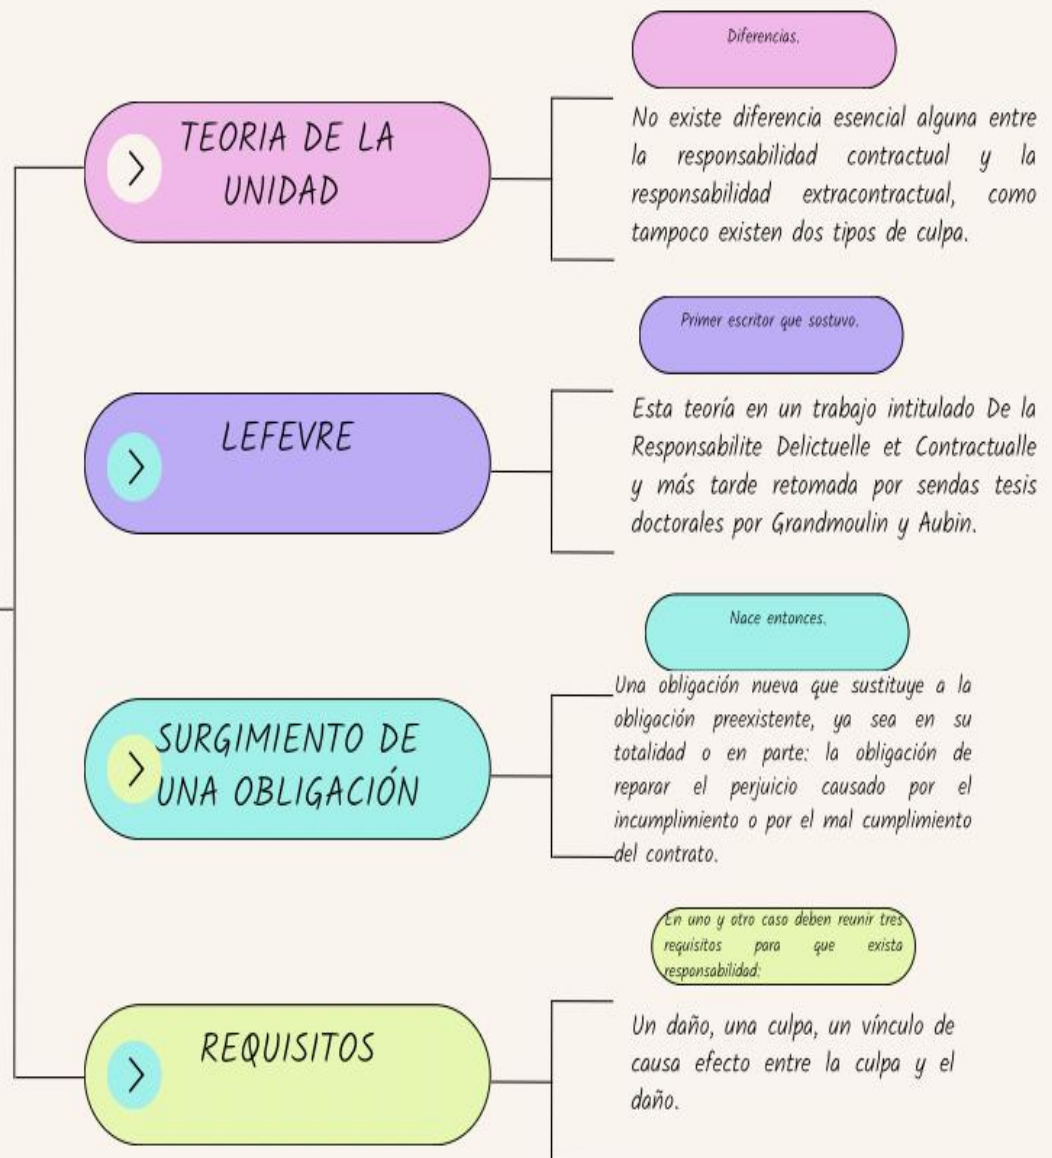 TEORIA DE LA
UNIDAD
Diferencias.
No existe diferencia esencial alguna entre
la responsabilidad contractual y la
responsabilidad extracontractual, como
tampoco existen dos tipos de culpa.
LEFEVRE
Primer escritor que sostuvo.
Esta teoría en un trabajo intitulado De la
Responsabilite Delictuelle et Contractualle
y más tarde retomada por sendas tesis
doctorales por Grandmoulin y Aubin.
SURGIMIENTO DE
UNA OBLIGACIÓN
Nace entonces.
Una obligación nueva que sustituye a la
obligación preexistente, ya sea en su
totalidad o en parte: la obligación de
reparar el perjuicio causado por el
incumplimiento o por el mal cumplimiento
del contrato.
REQUISITOS
En uno y otro caso deben reunir tres
requisitos para que exista
responsabilidad:
Un daño, una culpa, un vínculo de
causa efecto entre la culpa y el
daño.